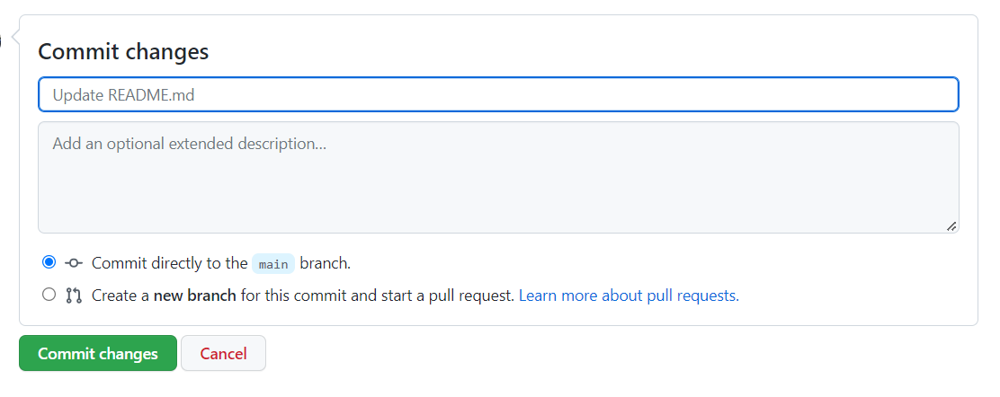 Commit changes
Update README.md
Add an optional extended description...
Commit directly to the main branch.
Create a new branch for this commit and start a pull request. Learn more about pull requests.
Commit changes Cancel